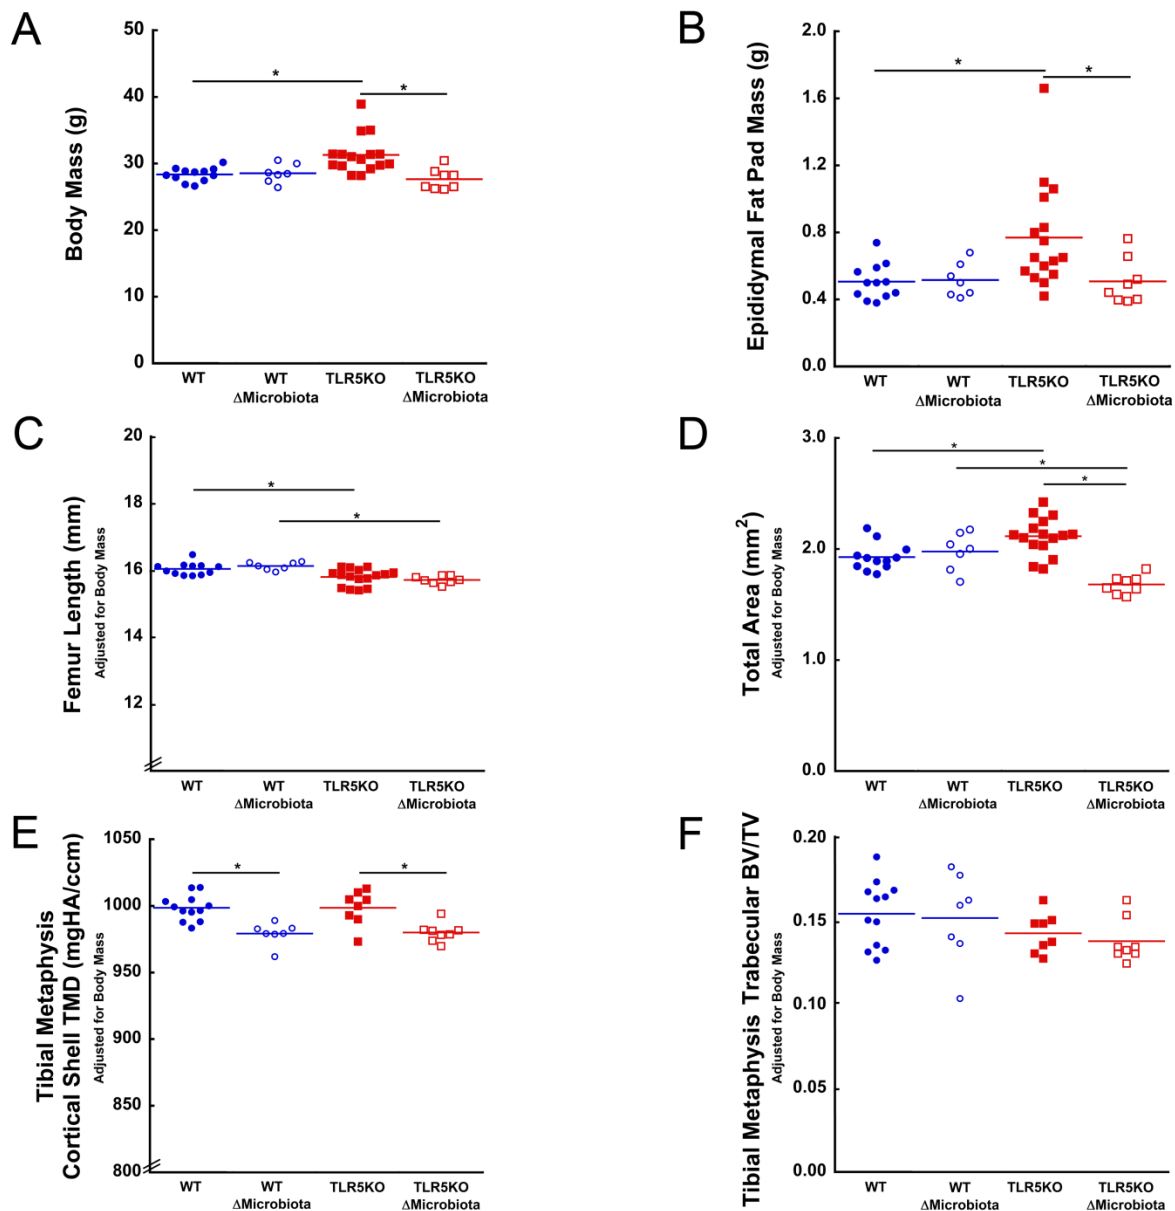 A
Body Mass (g)
50
40
30
20
10
0
*
*
WT
WT
ΔMicrobiota
TLR5KO
TLR5KO
ΔMicrobiota
B
Epididymal Fat Pad Mass (g)
2.0
1.6
1.2
0.8
0.4
0.0
*
*
WT
WT
ΔMicrobiota
TLR5KO
TLR5KO
ΔMicrobiota
C
Femur Length (mm)
Adjusted for Body Mass
20
18
16
14
12
*
*
WT
WT
ΔMicrobiota
TLR5KO
TLR5KO
ΔMicrobiota
D
Total Area (mm²)
Adjusted for Body Mass
3.0
2.0
1.0
0.0
*
*
*
WT
WT
ΔMicrobiota
TLR5KO
TLR5KO
ΔMicrobiota
E
Tibial Metaphysis
Cortical Shell TMD (mgHA/ccm)
Adjusted for Body Mass
1050
1000
950
900
850
800
*
*
WT
WT
ΔMicrobiota
TLR5KO
TLR5KO
ΔMicrobiota
F
Tibial Metaphysis Trabecular BV/TV
Adjusted for Body Mass
0.20
0.15
0.10
0.05
0.00
WT
WT
ΔMicrobiota
TLR5KO
TLR5KO
ΔMicrobiota